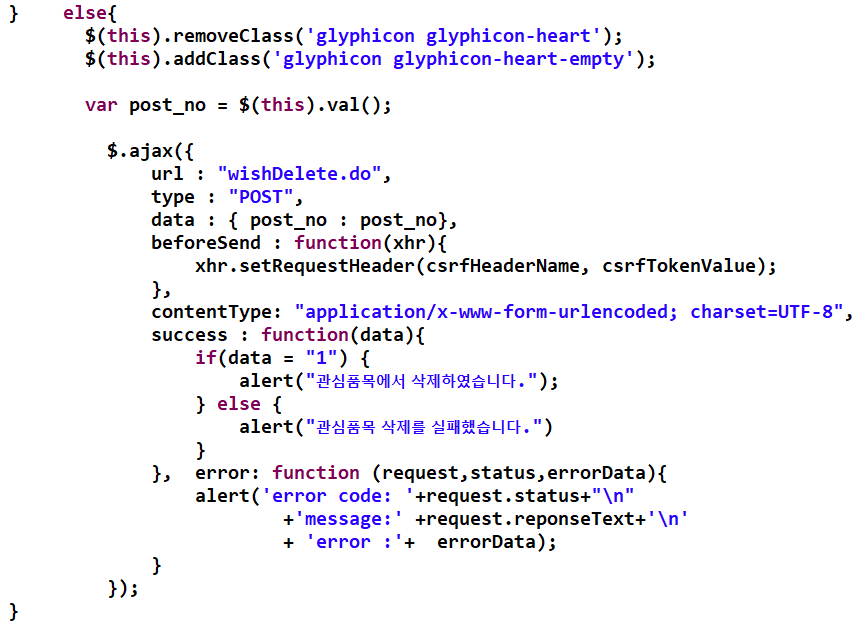 }    else{
$(this).removeClass('glyphicon glyphicon-heart');
$(this).addClass('glyphicon glyphicon-heart-empty');
var post_no = $(this).val();
$.ajax({
url : "wishDelete.do",
type : "POST",
data : { post_no : post_no},
beforeSend : function(xhr){
xhr.setRequestHeader(csrfHeaderName, csrfTokenValue);
},
contentType: "application/x-www-form-urlencoded; charset=UTF-8",
success : function(data){
if(data = "1") {
alert("관심품목에서 삭제하였습니다.");
} else {
alert("관심품목 삭제를 실패했습니다.")
}
},  error: function (request,status,errorData){
alert('error code: '+request.status+"\n"
+'message:' +request.reponseText+'\n'
+ 'error :'+  errorData);
}
});
}